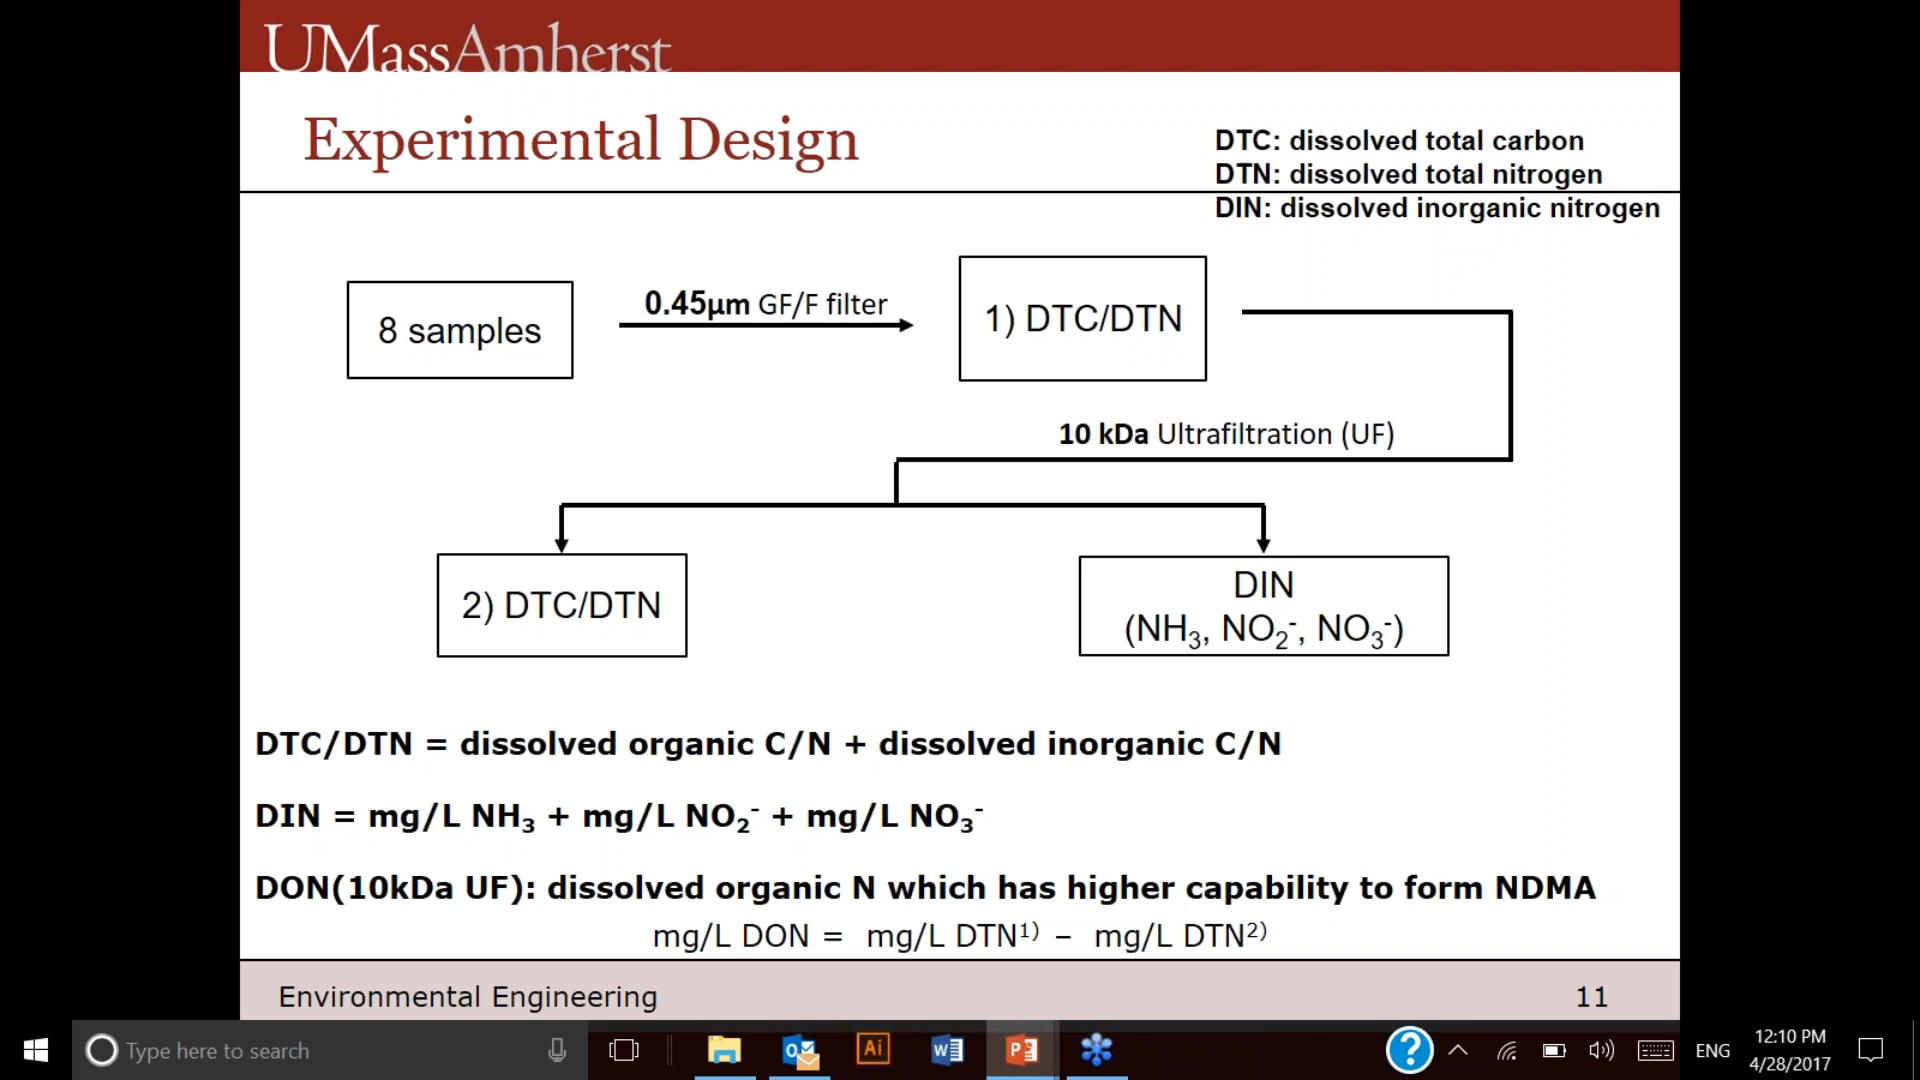 UMassAmherst
Experimental Design
DTC: dissolved total carbon
DTN: dissolved total nitrogen
DIN: dissolved inorganic nitrogen
8 samples
0.45µm GF/F filter
1) DTC/DTN
10 kDa Ultrafiltration (UF)
2) DTC/DTN
DIN
(NH₃, NO₂⁻, NO₃⁻)
DTC/DTN = dissolved organic C/N + dissolved inorganic C/N
DIN = mg/L NH₃ + mg/L NO₂⁻ + mg/L NO₃⁻
DON(10kDa UF): dissolved organic N which has higher capability to form NDMA
mg/L DON = mg/L DTN¹⁾ – mg/L DTN²⁾
Environmental Engineering
11
Type here to search
Ai
ENG
12:10 PM
4/28/2017